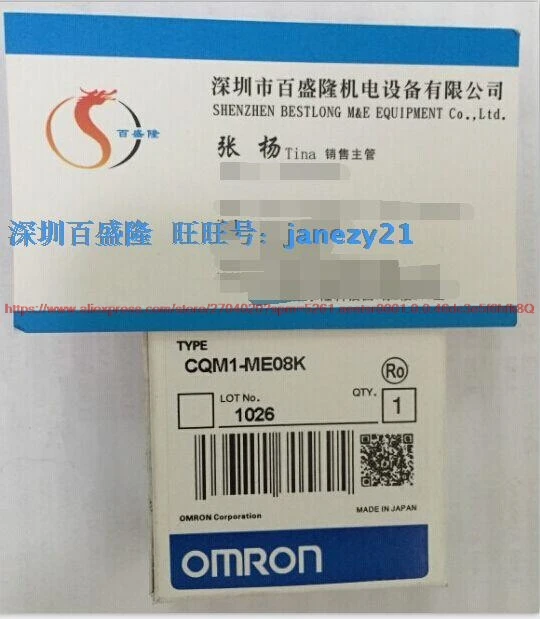 深圳市百盛隆机电设备有限公司
SHENZHEN BESTLONG M&E EQUIPMENT Co.,Ltd.
百盛隆
张 杨 Tina 销售主管
深圳百盛隆 旺旺号：janezy21
TYPE
CQM1-ME08K
Ro
LOT No.
1026
QTY.
1
OMRON Corporation
MADE IN JAPAN
OMRON